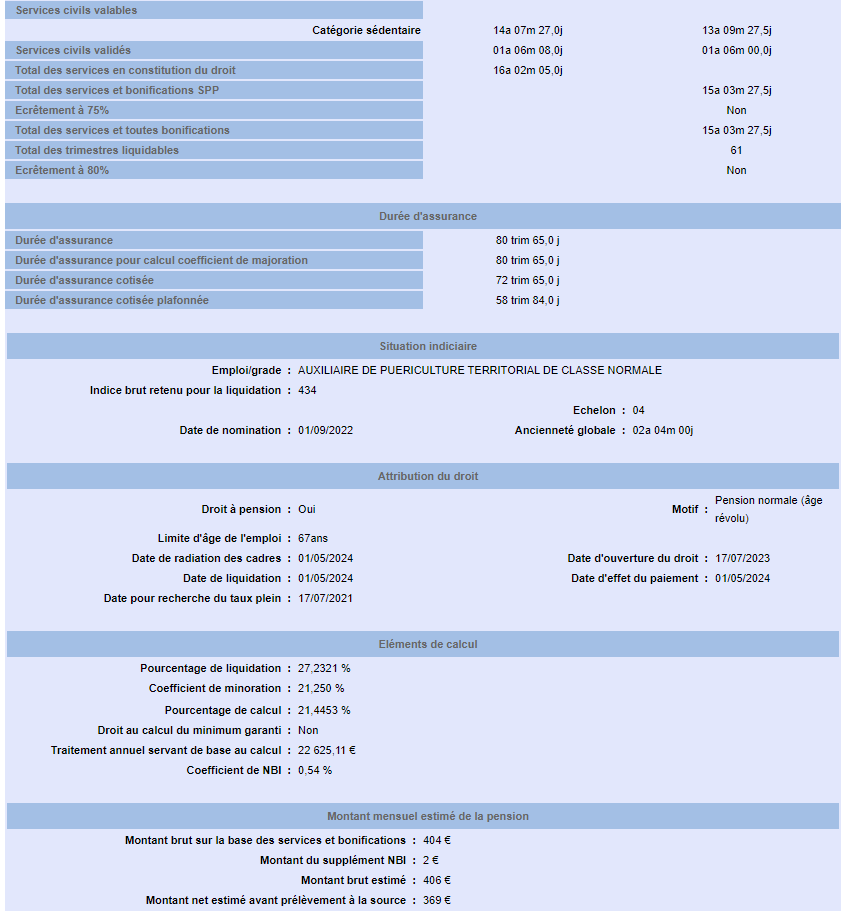 Services civils valables
Catégorie sédentaire 14a 07m 27,0j 13a 09m 27,5j
Services civils validés 01a 06m 08,0j 01a 06m 00,0j
Total des services en constitution du droit 16a 02m 05,0j
Total des services et bonifications SPP 15a 03m 27,5j
Ecrêtement à 75% Non
Total des services et toutes bonifications 15a 03m 27,5j
Total des trimestres liquidables 61
Ecrêtement à 80% Non
Durée d'assurance
Durée d'assurance 80 trim 65,0 j
Durée d'assurance pour calcul coefficient de majoration 80 trim 65,0 j
Durée d'assurance cotisée 72 trim 65,0 j
Durée d'assurance cotisée plafonnée 58 trim 84,0 j
Situation indiciaire
Emploi/grade : AUXILIAIRE DE PUERICULTURE TERRITORIAL DE CLASSE NORMALE
Indice brut retenu pour la liquidation : 434
Echelon : 04
Date de nomination : 01/09/2022 Ancienneté globale : 02a 04m 00j
Attribution du droit
Droit à pension : Oui Motif : Pension normale (âge
révolu)
Limite d'âge de l'emploi : 67ans
Date de radiation des cadres : 01/05/2024 Date d'ouverture du droit : 17/07/2023
Date de liquidation : 01/05/2024 Date d'effet du paiement : 01/05/2024
Date pour recherche du taux plein : 17/07/2021
Eléments de calcul
Pourcentage de liquidation : 27,2321 %
Coefficient de minoration : 21,250 %
Pourcentage de calcul : 21,4453 %
Droit au calcul du minimum garanti : Non
Traitement annuel servant de base au calcul : 22 625,11 €
Coefficient de NBI : 0,54 %
Montant mensuel estimé de la pension
Montant brut sur la base des services et bonifications : 404 €
Montant du supplément NBI : 2 €
Montant brut estimé : 406 €
Montant net estimé avant prélèvement à la source : 369 €